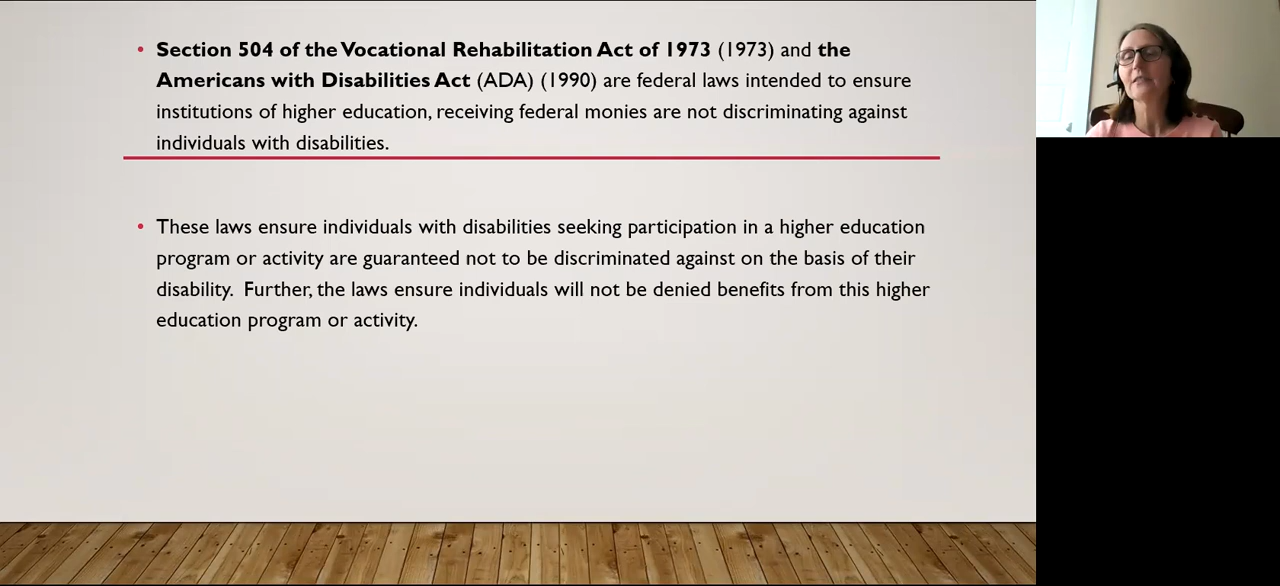 • Section 504 of the Vocational Rehabilitation Act of 1973 (1973) and the
Americans with Disabilities Act (ADA) (1990) are federal laws intended to ensure
institutions of higher education, receiving federal monies are not discriminating against
individuals with disabilities.
• These laws ensure individuals with disabilities seeking participation in a higher education
program or activity are guaranteed not to be discriminated against on the basis of their
disability.  Further, the laws ensure individuals will not be denied benefits from this higher
education program or activity.